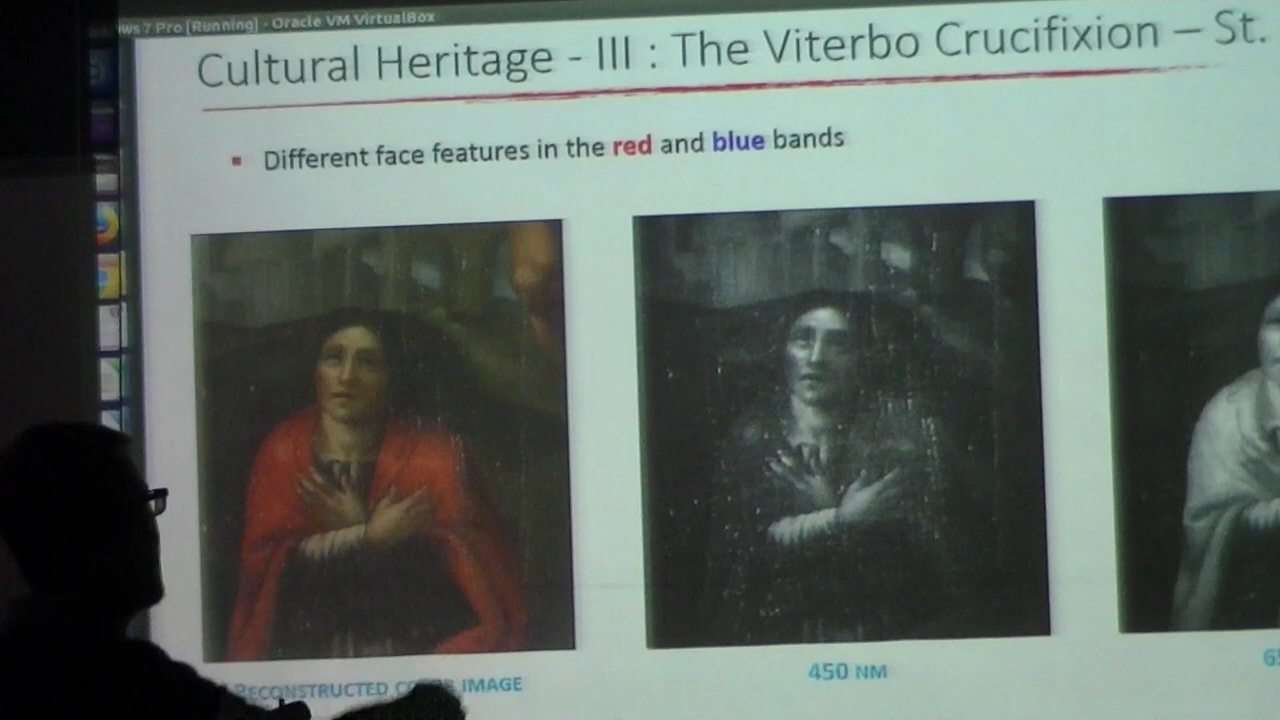 ws 7 Pro [Running] - Oracle VM VirtualBox
Cultural Heritage - III : The Viterbo Crucifixion – St.
▪ Different face features in the red and blue bands
RECONSTRUCTED IMAGE
450 NM